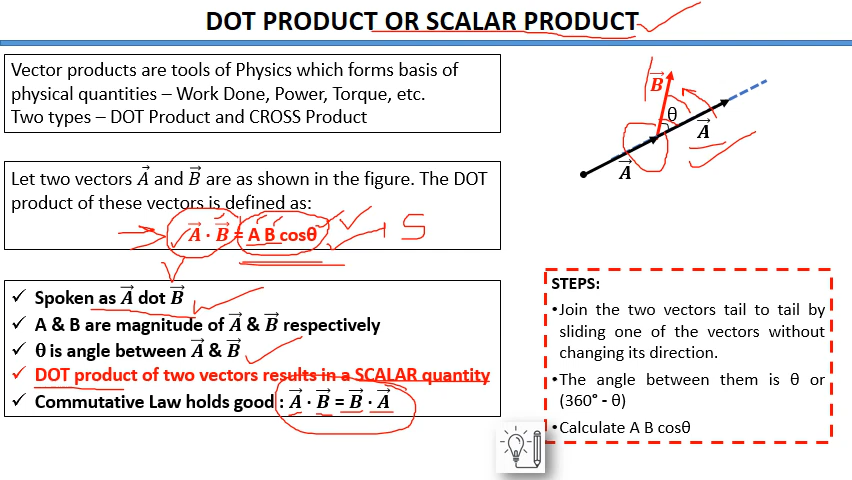 DOT PRODUCT OR SCALAR PRODUCT
Vector products are tools of Physics which forms basis of
physical quantities – Work Done, Power, Torque, etc.
Two types – DOT Product and CROSS Product
Let two vectors A⃗ and B⃗ are as shown in the figure. The DOT
product of these vectors is defined as:
A⃗ · B⃗ = A B cosθ
S
✓ Spoken as A⃗ dot B⃗
✓ A & B are magnitude of A⃗ & B⃗ respectively
✓ θ is angle between A⃗ & B⃗
✓ DOT product of two vectors results in a SCALAR quantity
✓ Commutative Law holds good : A⃗ · B⃗ = B⃗ · A⃗
B⃗
θ
A⃗
A⃗
STEPS:
•Join the two vectors tail to tail by
sliding one of the vectors without
changing its direction.
•The angle between them is θ or
(360° - θ)
•Calculate A B cosθ